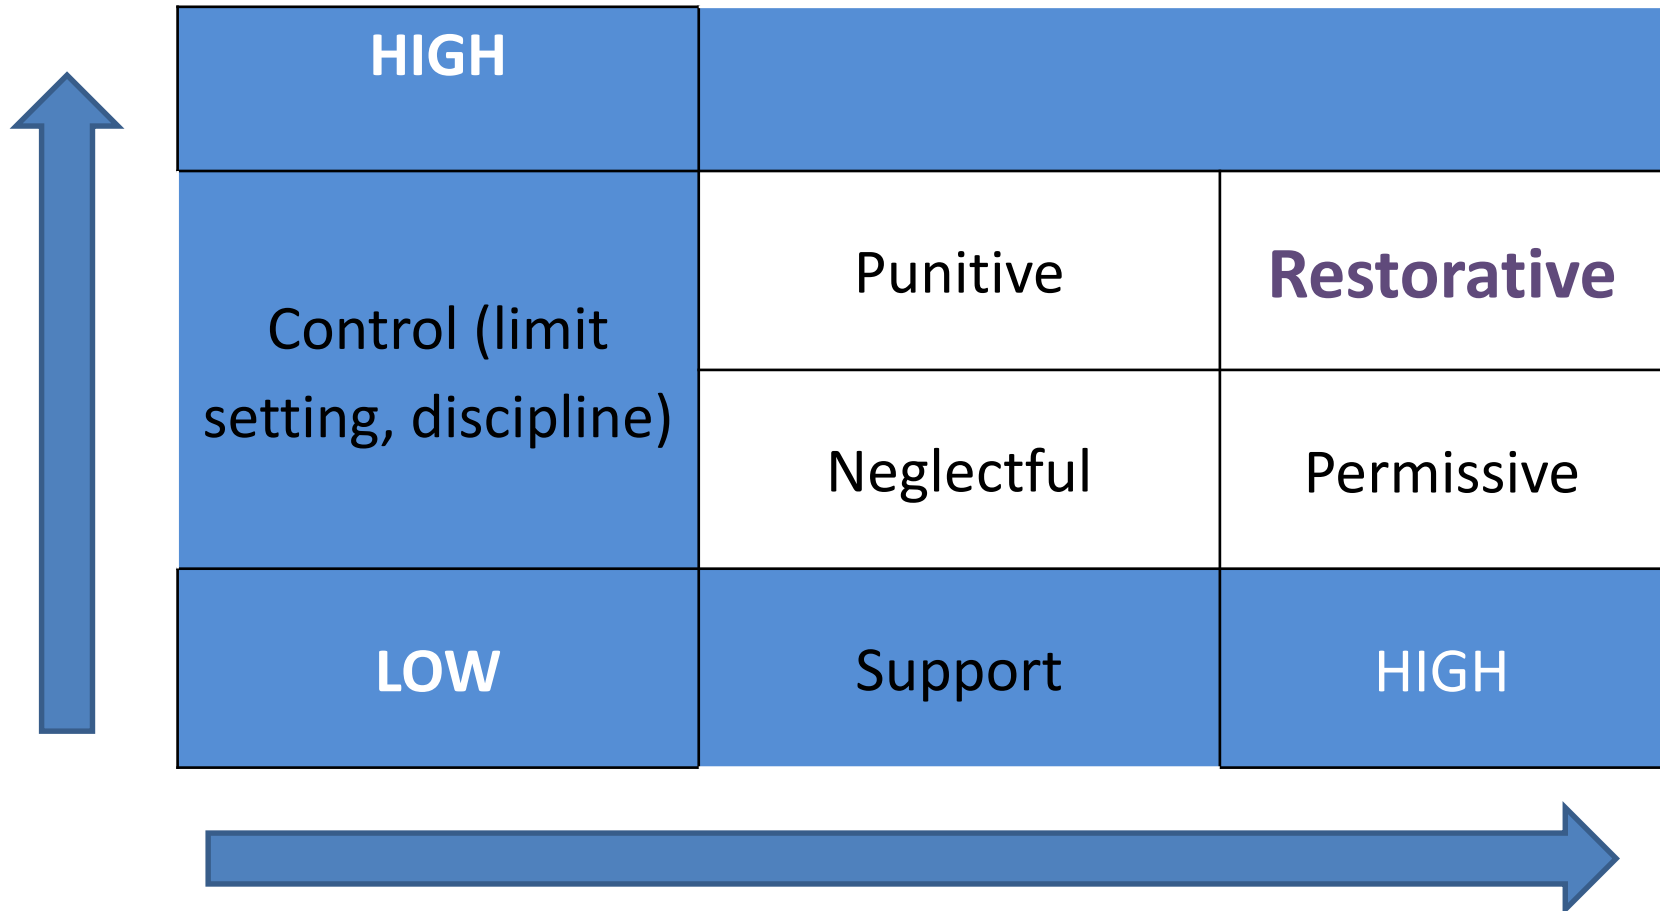 HIGH
Punitive
Restorative
Control (limit
setting, discipline)
Neglectful
Permissive
LOW
Support
HIGH